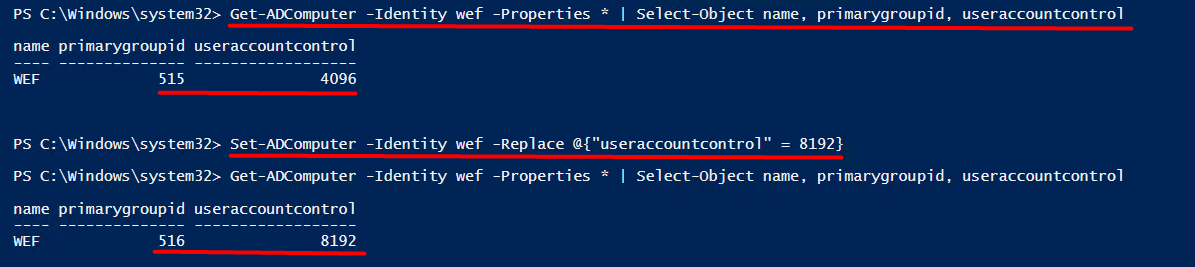 PS C:\Windows\system32> Get-ADComputer -Identity wef -Properties * | Select-Object name, primarygroupid, useraccountcontrol
name primarygroupid useraccountcontrol
---- -------------- ------------------
WEF             515               4096
PS C:\Windows\system32> Set-ADComputer -Identity wef -Replace @{"useraccountcontrol" = 8192}
PS C:\Windows\system32> Get-ADComputer -Identity wef -Properties * | Select-Object name, primarygroupid, useraccountcontrol
name primarygroupid useraccountcontrol
---- -------------- ------------------
WEF             516               8192